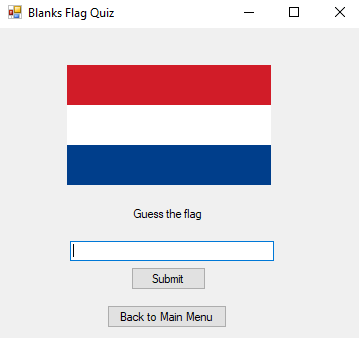 Blanks Flag Quiz
Guess the flag
Submit
Back to Main Menu